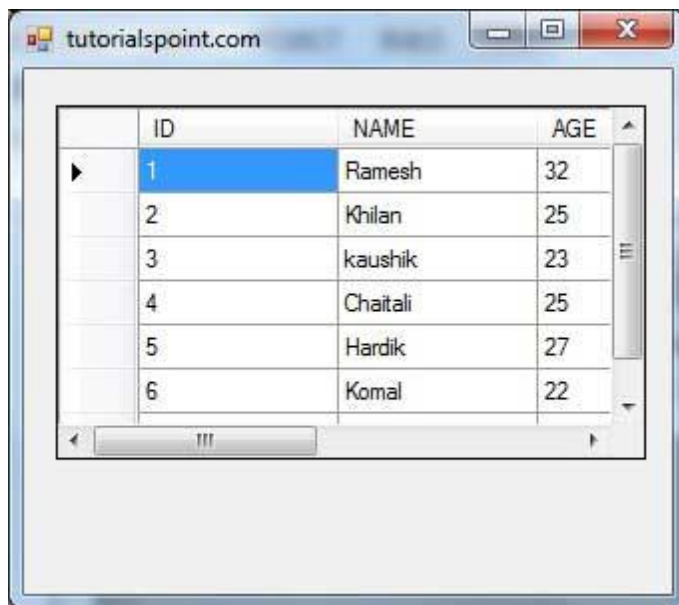 tutorialspoint.com
ID NAME AGE
1 Ramesh 32
2 Khilan 25
3 kaushik 23
4 Chaitali 25
5 Hardik 27
6 Komal 22